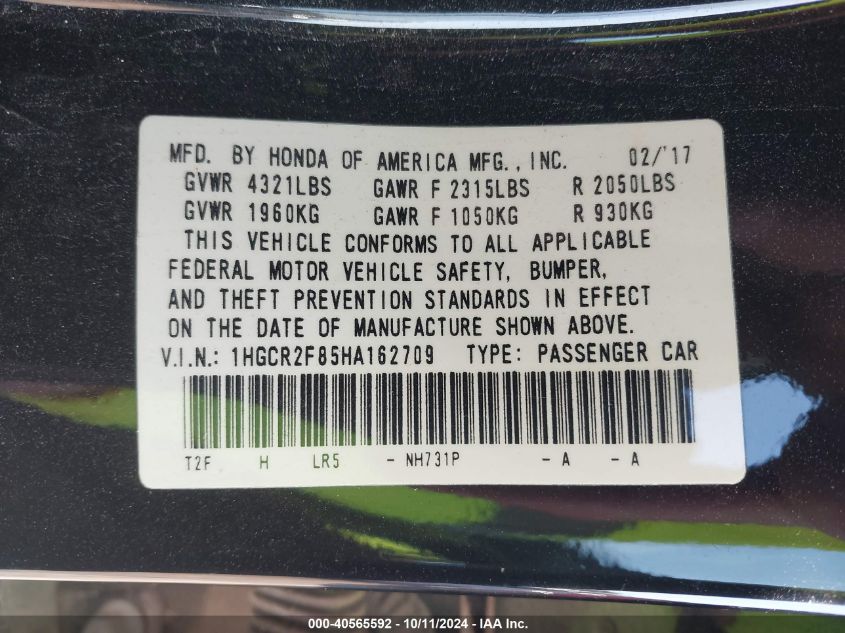 MFD. BY HONDA OF AMERICA MFG., INC. 02/'17
GVWR 4321LBS GAWR F 2315LBS R 2050LBS
GVWR 1960KG GAWR F 1050KG R 930KG
THIS VEHICLE CONFORMS TO ALL APPLICABLE
FEDERAL MOTOR VEHICLE SAFETY, BUMPER,
AND THEFT PREVENTION STANDARDS IN EFFECT
ON THE DATE OF MANUFACTURE SHOWN ABOVE.
V.I.N.: 1HGCR2F85HA162709 TYPE: PASSENGER CAR
T2F H LR5 - NH731P - A - A
000-40565592 - 10/11/2024 - IAA Inc.